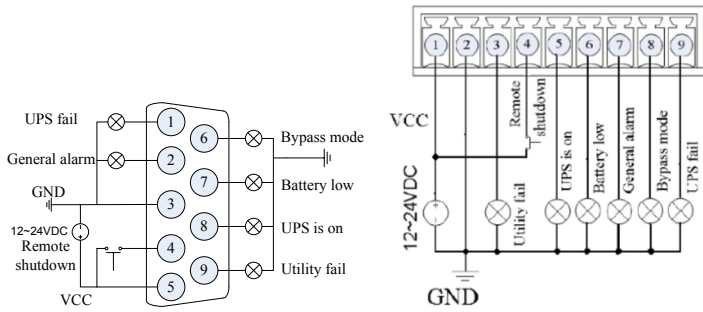 UPS fail
General alarm
GND
12~24VDC
Remote
shutdown
VCC
1
2
3
4
5
6
7
8
9
Bypass mode
Battery low
UPS is on
Utility fail
1 2 3 4 5 6 7 8 9
VCC
12~24VDC
GND
Utility fail
Remote
shutdown
UPS is on
Battery low
General alarm
Bypass mode
UPS fail